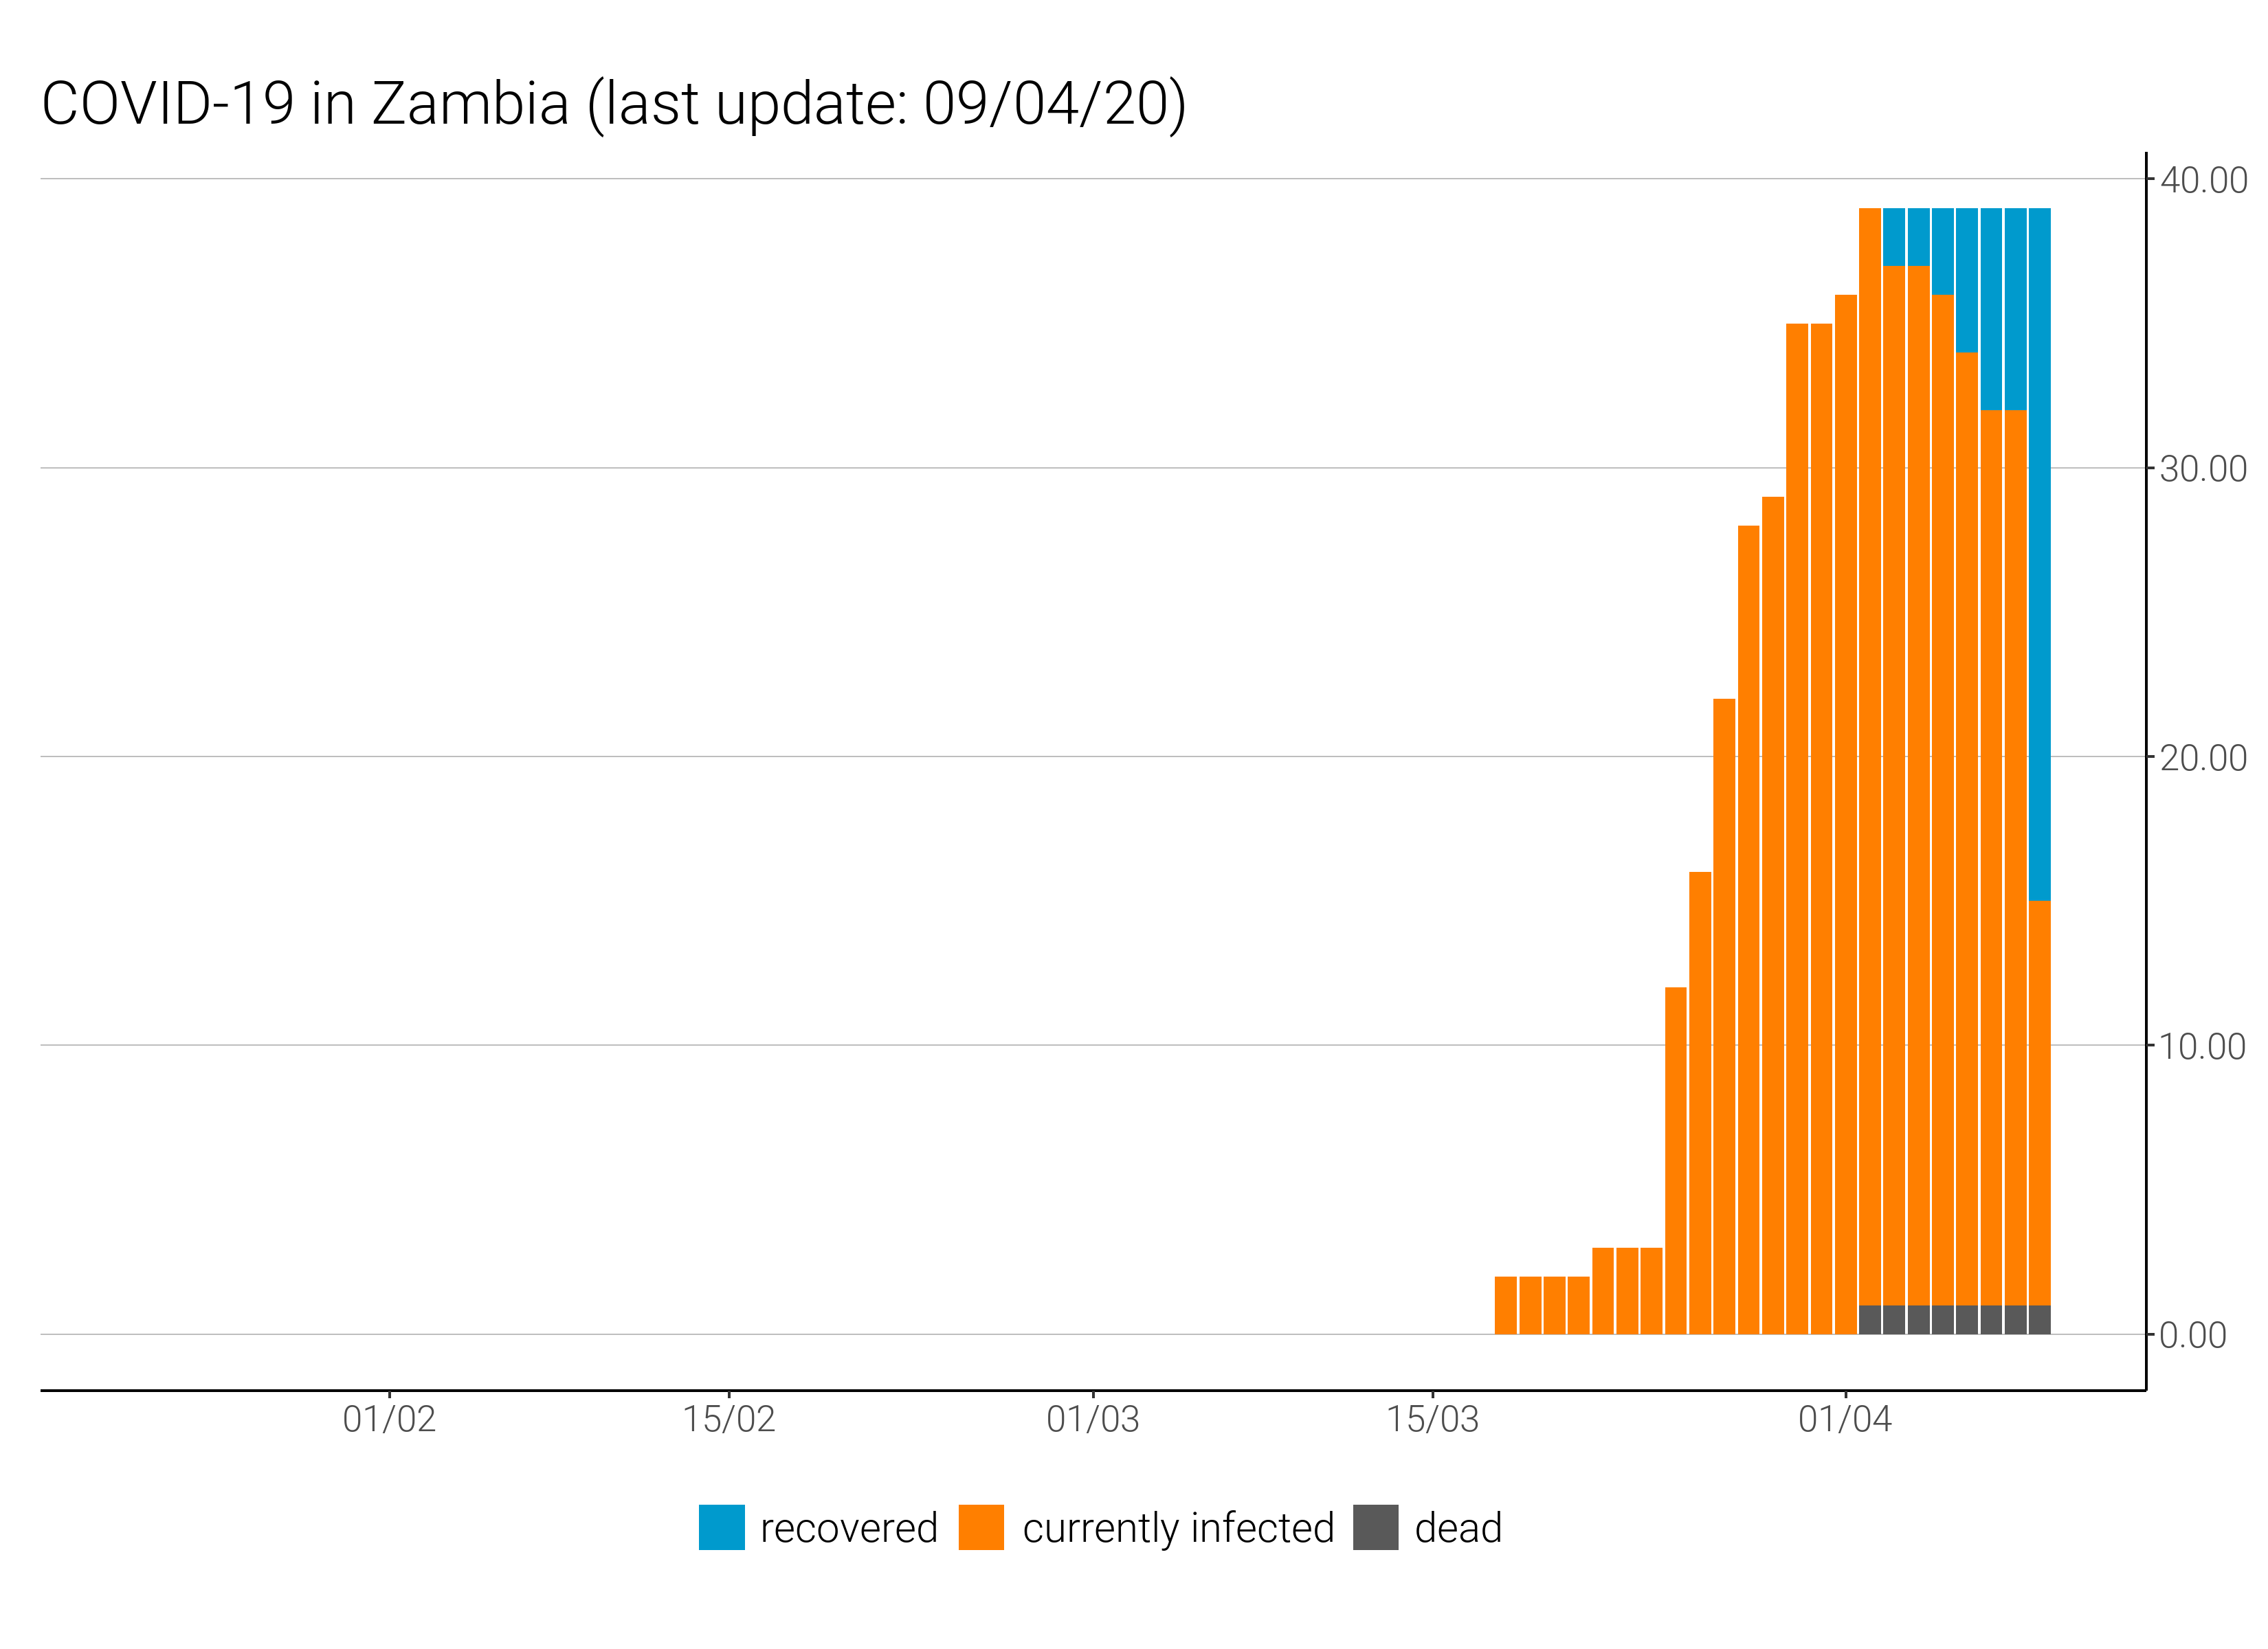 COVID-19 in Zambia (last update: 09/04/20)
40.00
30.00
20.00
10.00
0.00
01/02 15/02 01/03 15/03 01/04
recovered currently infected dead